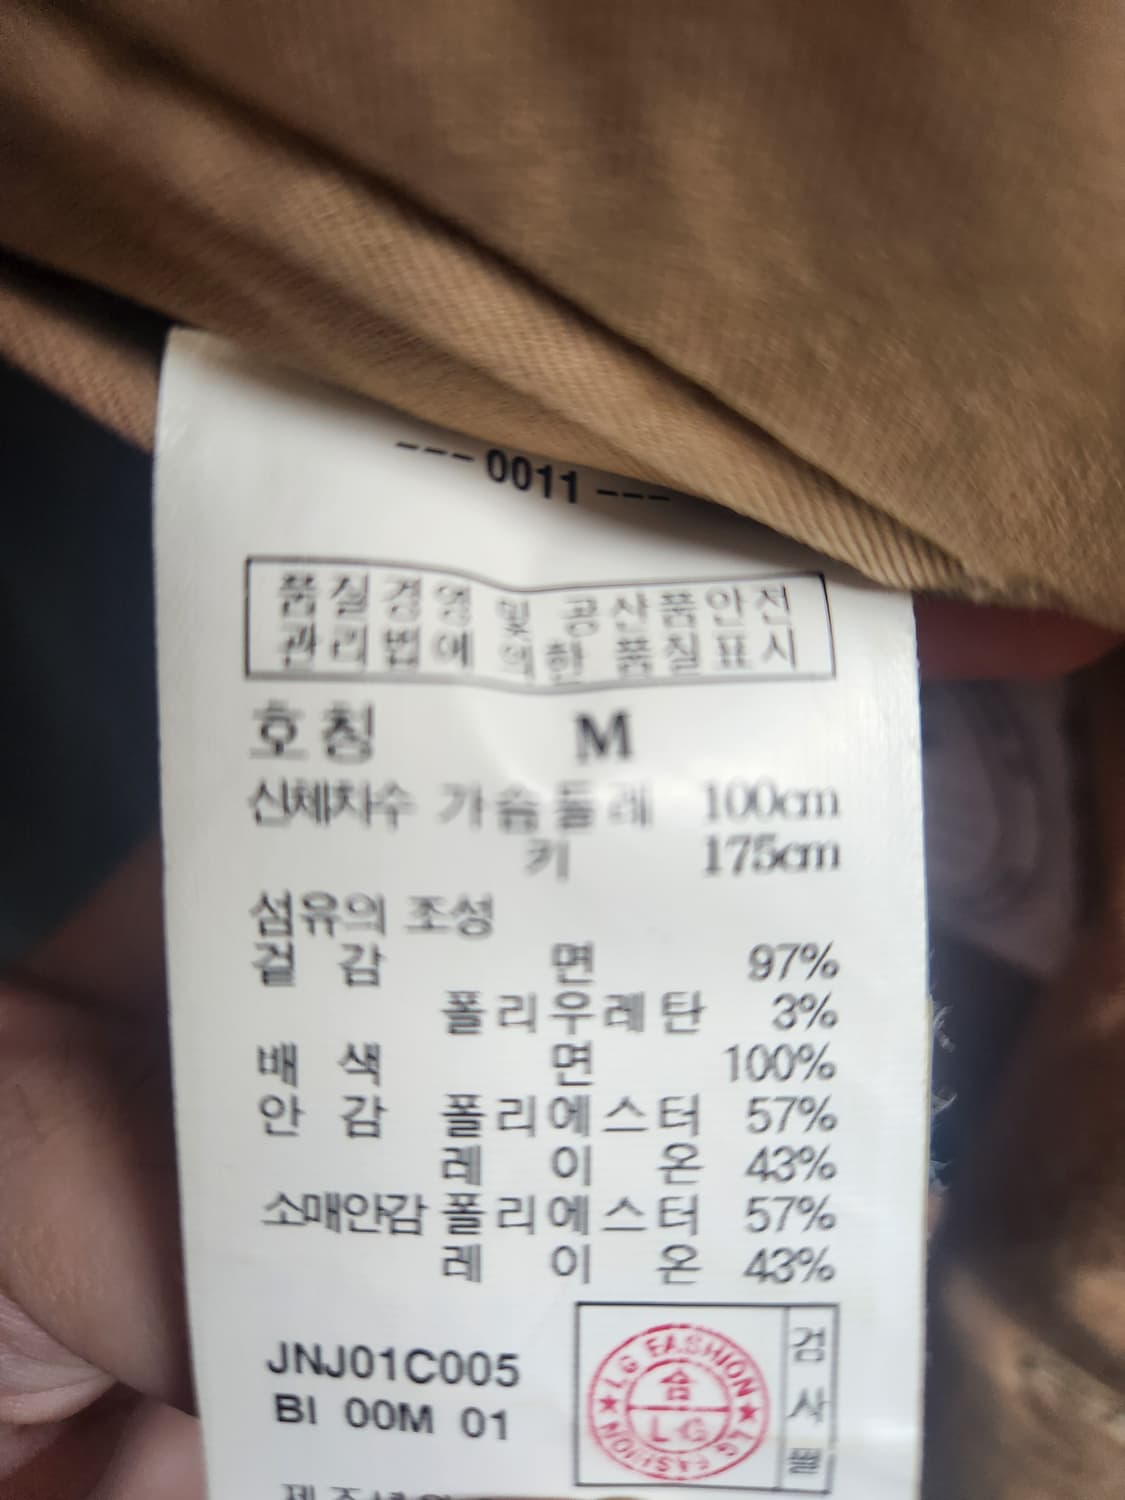 --- 0011 ---
품질경영 및 공산품안전
관리법에 의한 품질표시
호칭 M
신체치수 가슴둘레 100cm
키 175cm
섬유의 조성
겉감 면 97%
폴리우레탄 3%
배색 면 100%
안감 폴리에스터 57%
레이온 43%
소매안감 폴리에스터 57%
레이온 43%
JNJ01C005
BI 00M 01
LG FASHION
合
LG
LG FASHION
검사필